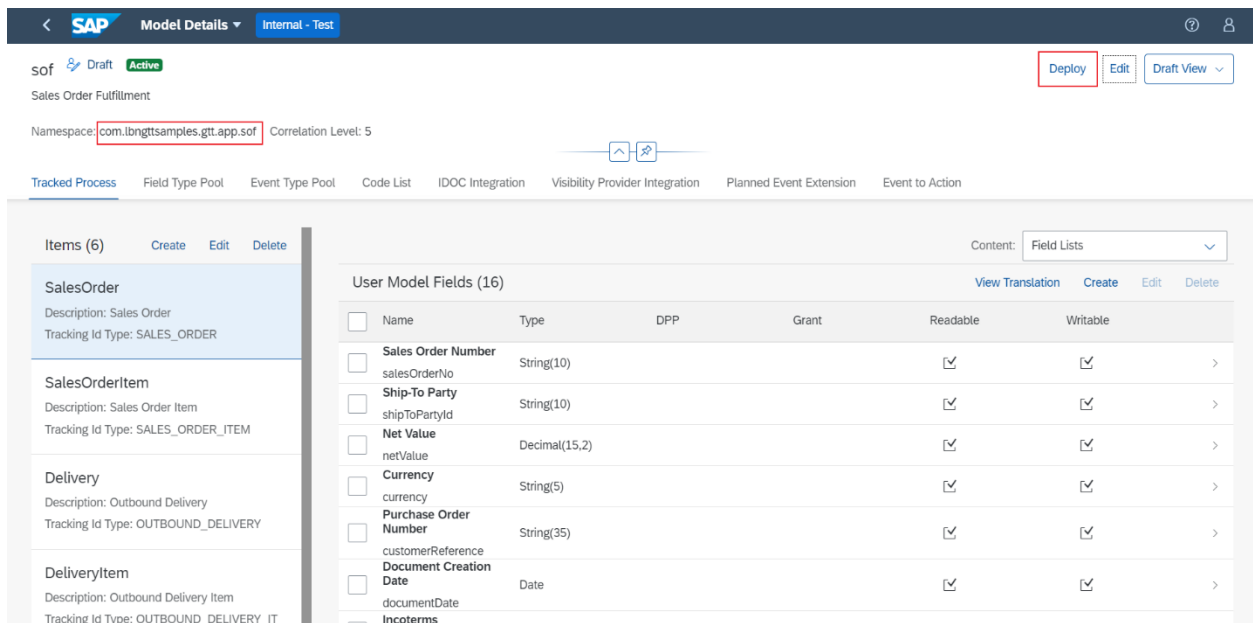 SAP Model Details Internal - Test
sof Draft Active
Deploy Edit Draft View
Sales Order Fulfillment
Namespace: com.lbngttsamples.gtt.app.sof Correlation Level: 5
Tracked Process Field Type Pool Event Type Pool Code List IDOC Integration Visibility Provider Integration Planned Event Extension Event to Action
Items (6) Create Edit Delete
SalesOrder
Description: Sales Order
Tracking Id Type: SALES_ORDER
SalesOrderItem
Description: Sales Order Item
Tracking Id Type: SALES_ORDER_ITEM
Delivery
Description: Outbound Delivery
Tracking Id Type: OUTBOUND_DELIVERY
DeliveryItem
Description: Outbound Delivery Item
Tracking Id Type: OUTBOUND_DELIVERY_IT
Content: Field Lists
User Model Fields (16) View Translation Create Edit Delete
Name Type DPP Grant Readable Writable
Sales Order Number
salesOrderNo
String(10)
Ship-To Party
shipToPartyId
String(10)
Net Value
netValue
Decimal(15,2)
Currency
currency
String(5)
Purchase Order
Number
customerReference
String(35)
Document Creation
Date
documentDate
Date
Incoterms